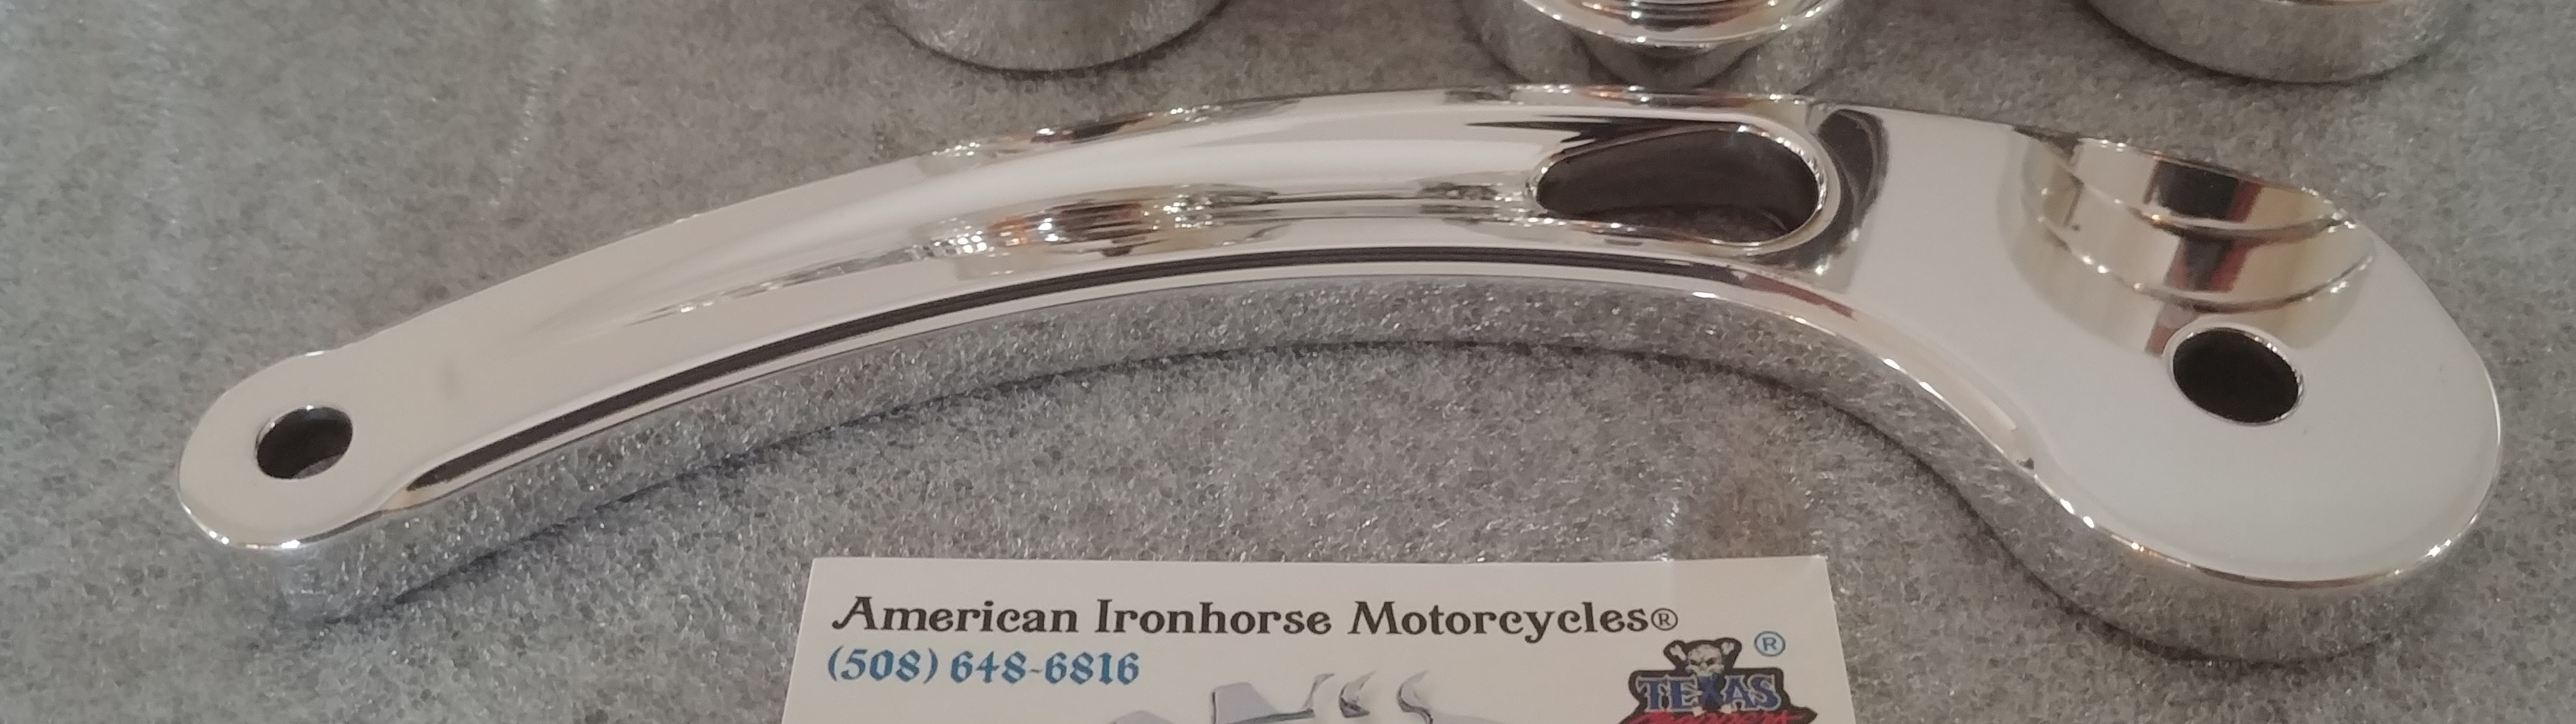 American Ironhorse Motorcycles®
(508) 648-6816
®
TEXAS